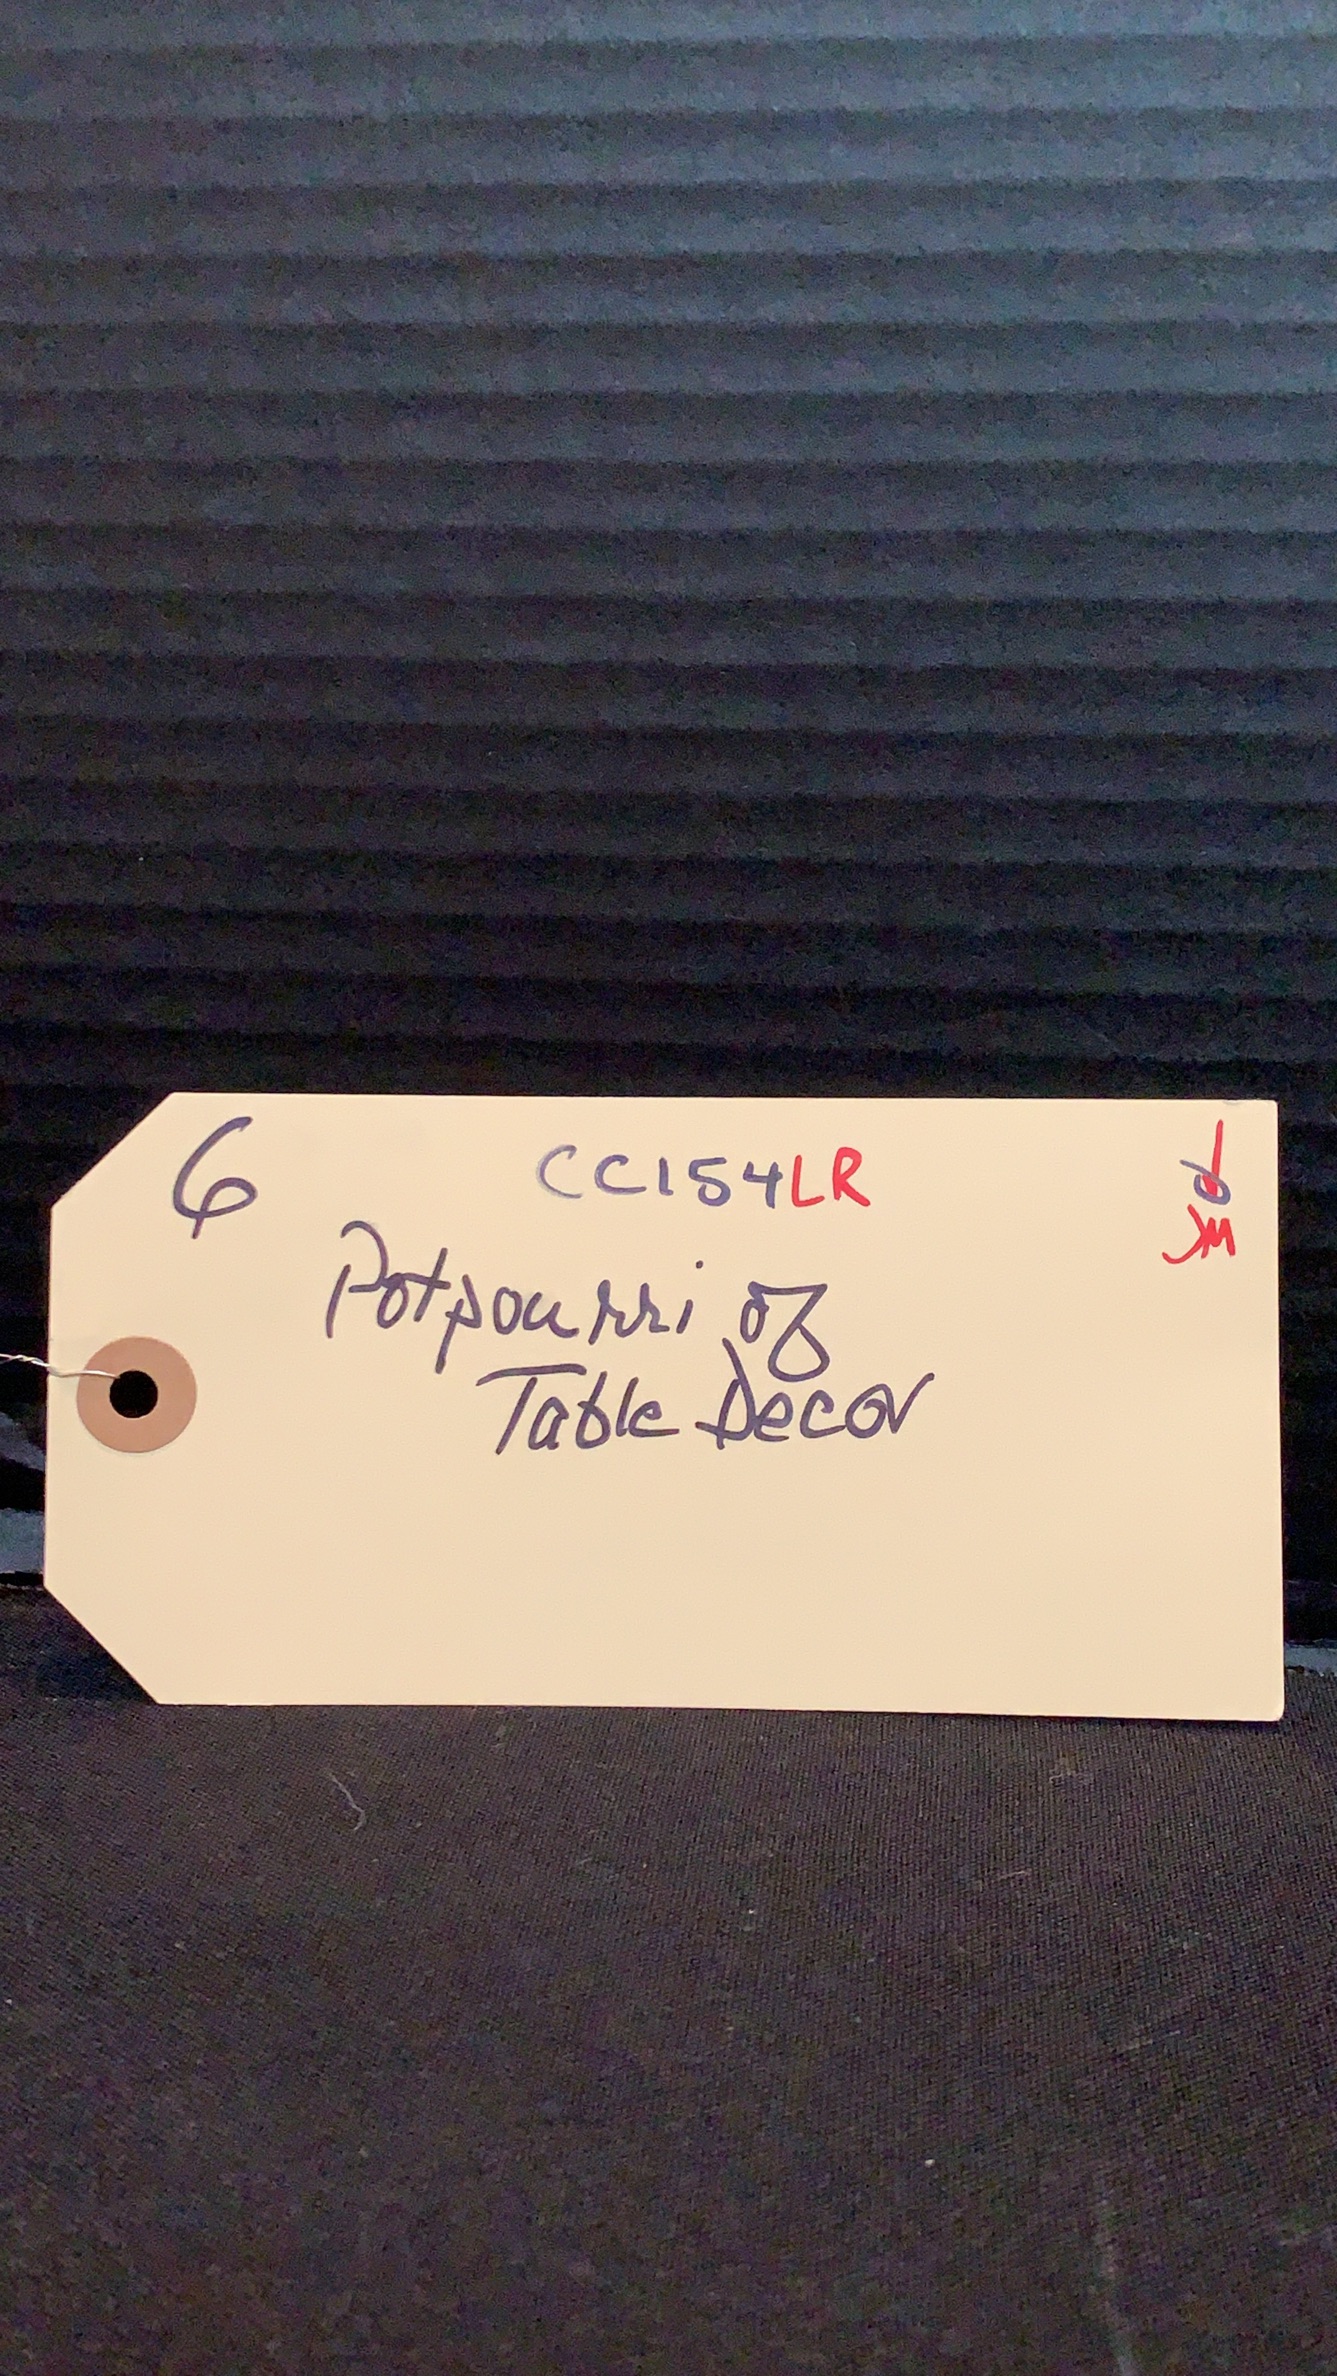 6
CC154LR
Potpourri of
Table Decor